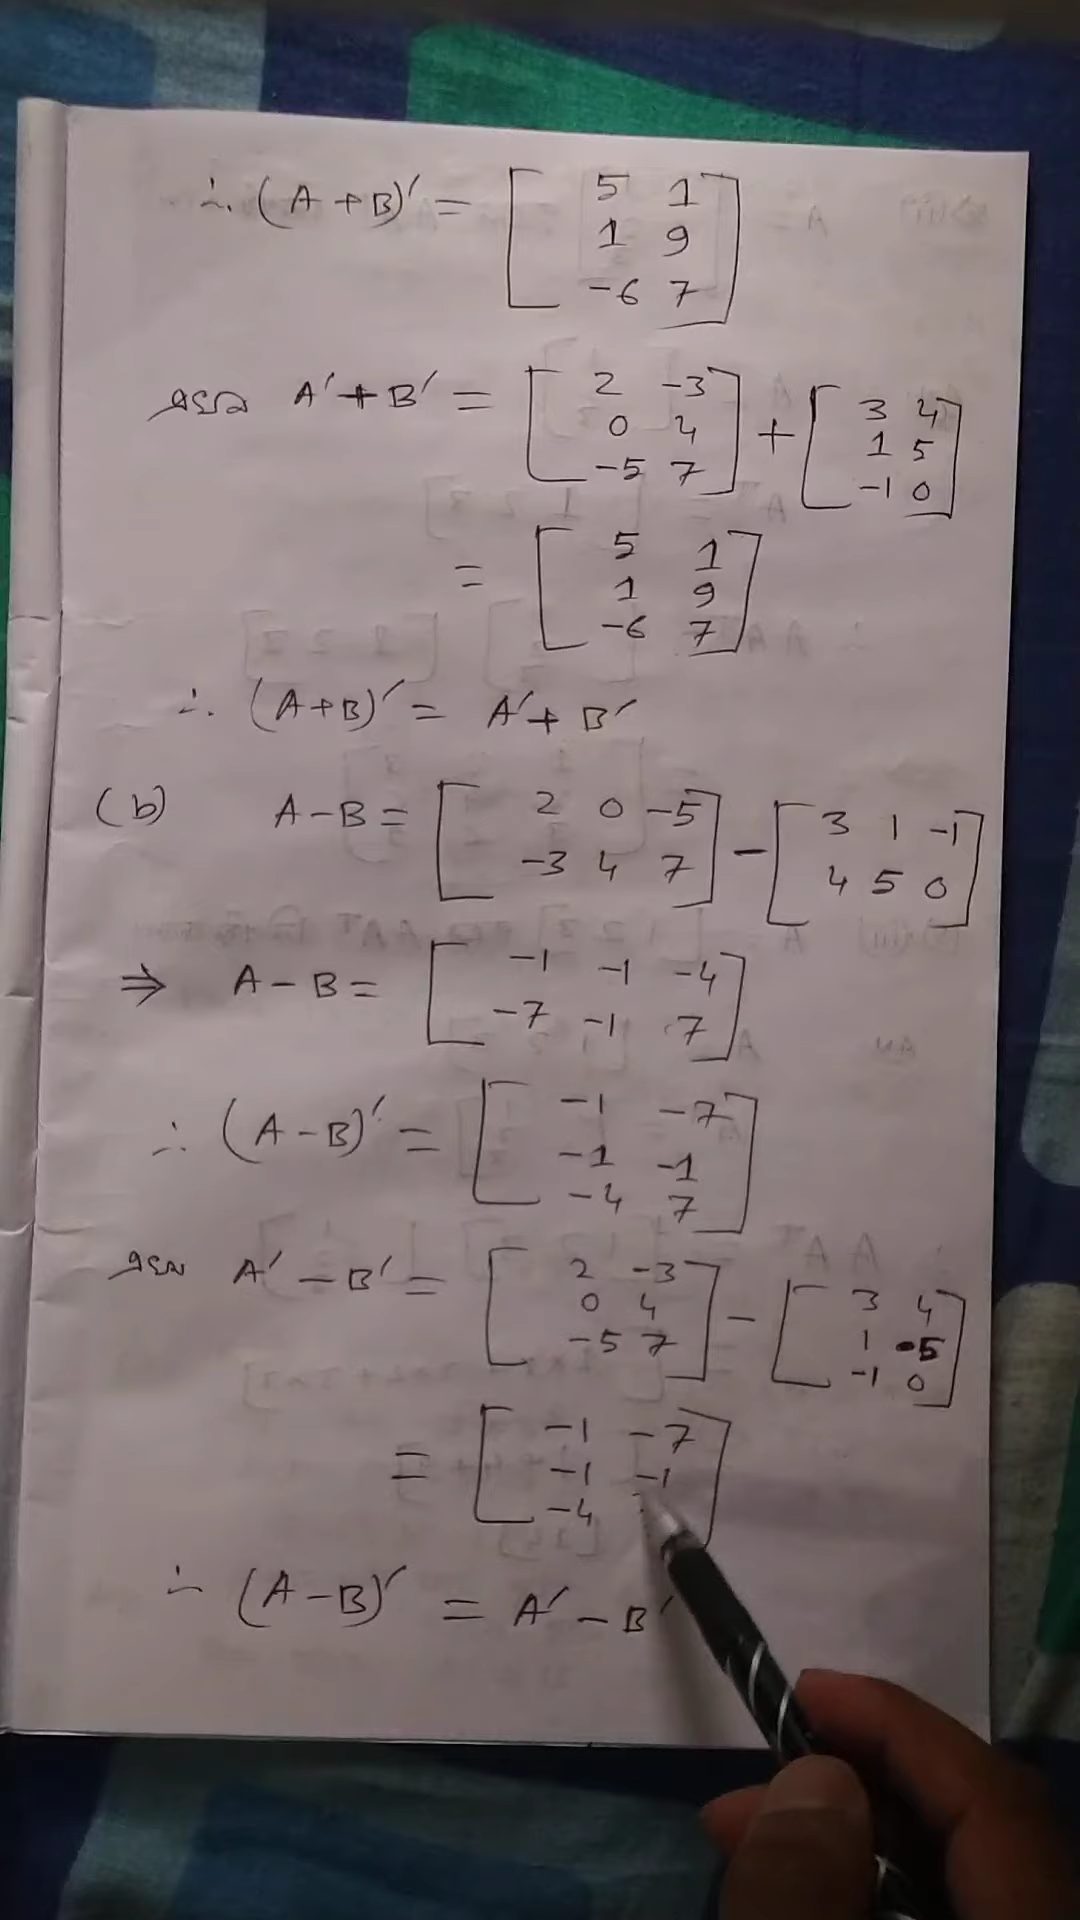 ∴ (A+B)′ = [ 5 1
1 9
-6 7 ]
এখন A′ + B′ = [ 2 -3
0 4
-5 7 ] + [ 3 4
1 5
-1 0 ]
= [ 5 1
1 9
-6 7 ]
∴ (A+B)′ = A′ + B′
(b) A-B = [ 2 0 -5
-3 4 7 ] - [ 3 1 -1
4 5 0 ]
⇒ A-B = [ -1 -1 -4
-7 -1 7 ]
∴ (A-B)′ = [ -1 -7
-1 -1
-4 7 ]
এখন A′ - B′ = [ 2 -3
0 4
-5 7 ] - [ 3 4
1 5
-1 0 ]
= [ -1 -7
-1 -1
-4 ]
∴ (A-B)′ = A′ - B′